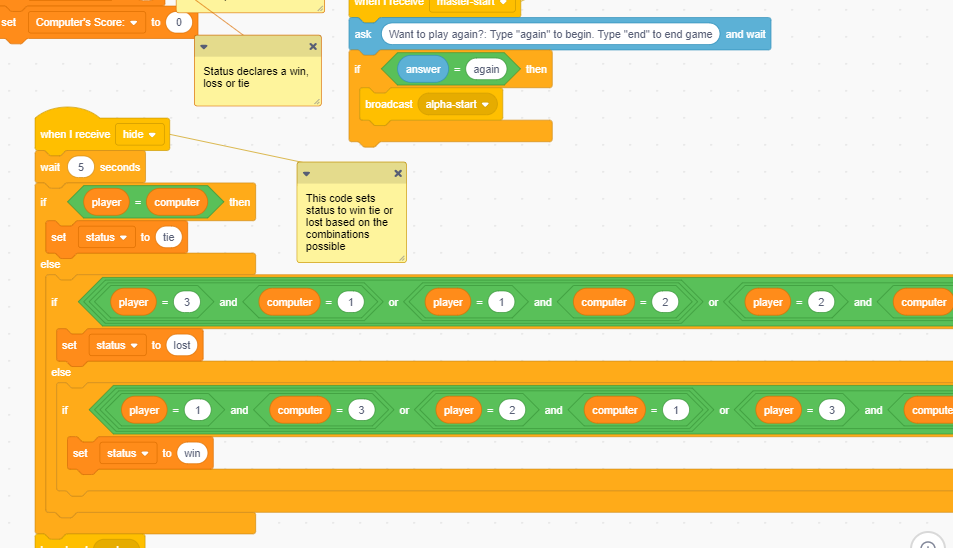 set Computer's Score: to 0
Status declares a win,
loss or tie
when I receive master-start
ask Want to play again?: Type "again" to begin. Type "end" to end game and wait
if answer = again then
broadcast alpha-start
when I receive hide
wait 5 seconds
This code sets
status to win tie or
lost based on the
combinations
possible
if player = computer then
set status to tie
else
if player = 3 and computer = 1 or player = 1 and computer = 2 or player = 2 and computer
set status to lost
else
if player = 1 and computer = 3 or player = 2 and computer = 1 or player = 3 and compute
set status to win